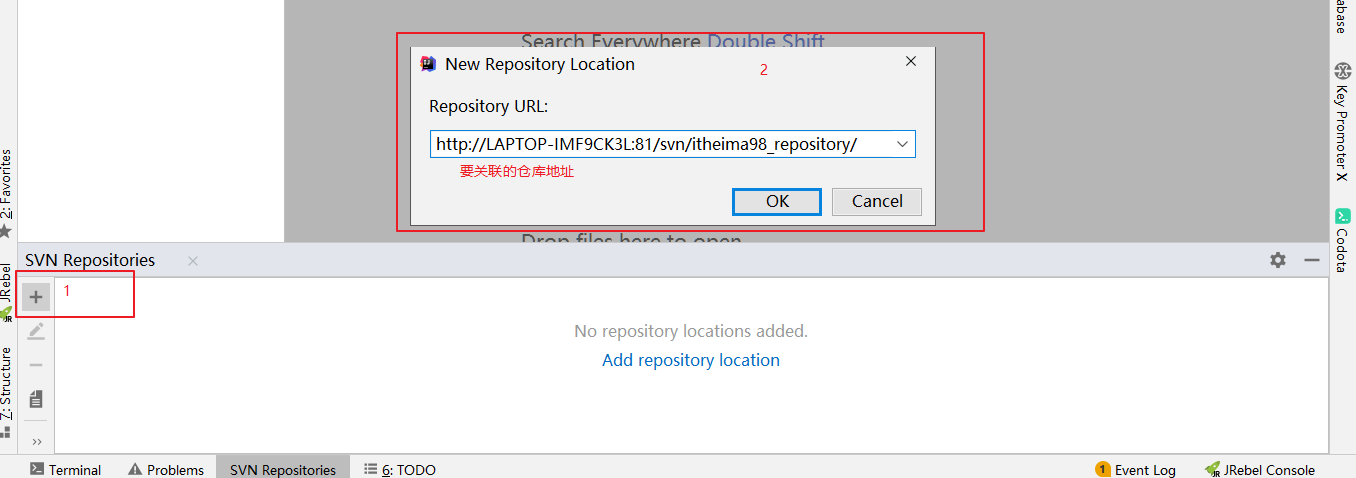 Search Everywhere Double Shift
New Repository Location
2
Repository URL:
http://LAPTOP-IMF9CK3L:81/svn/itheima98_repository/
要关联的仓库地址
OK
Cancel
Drop files here to open
SVN Repositories
1
No repository locations added.
Add repository location
2: Favorites
JRebel
JR
7: Structure
abase
Key Promoter X
Codota
Terminal
Problems
SVN Repositories
6: TODO
1
Event Log
JRebel Console